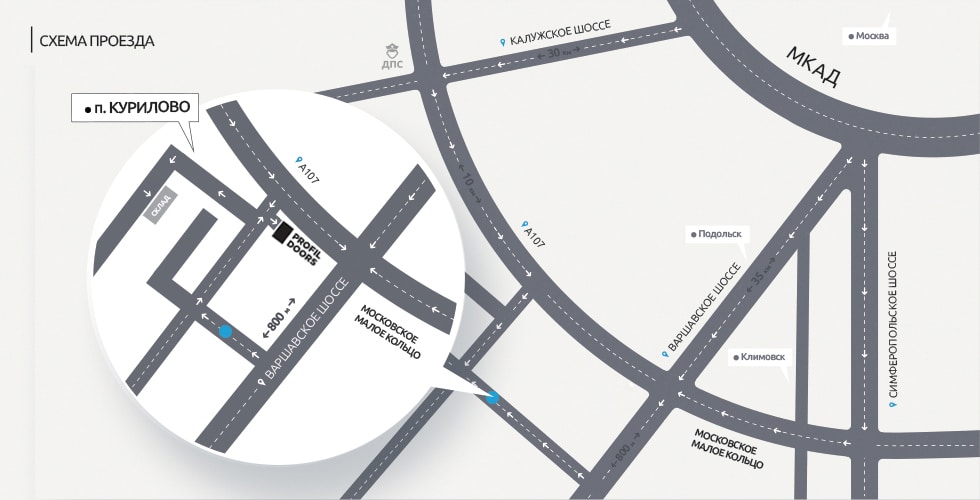 СХЕМА ПРОЕЗДА
ДПС
КАЛУЖСКОЕ ШОССЕ
30 км
Москва
МКАД
п. КУРИЛОВО
А107
СКЛАД
PROFIL
DOORS
10 км
А107
Подольск
35 км
ВАРШАВСКОЕ ШОССЕ
800 м
ВАРШАВСКОЕ ШОССЕ
МОСКОВСКОЕ
МАЛОЕ КОЛЬЦО
Климовск
СИМФЕРОПОЛЬСКОЕ ШОССЕ
МОСКОВСКОЕ
МАЛОЕ КОЛЬЦО
800 м